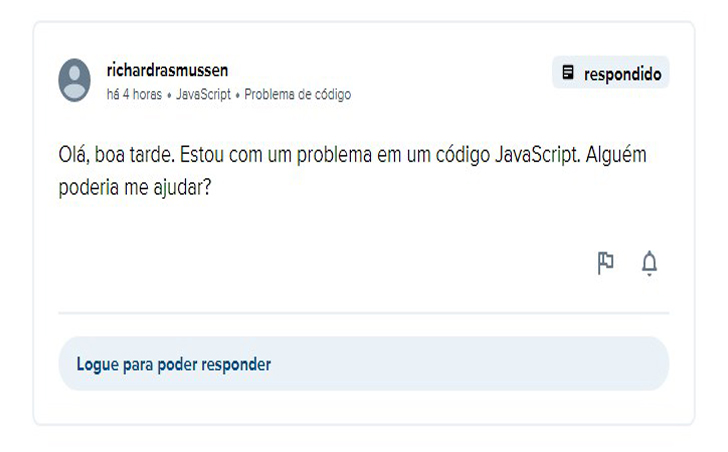 richardrasmussen
respondido
há 4 horas • JavaScript • Problema de código
Olá, boa tarde. Estou com um problema em um código JavaScript. Alguém
poderia me ajudar?
Logue para poder responder